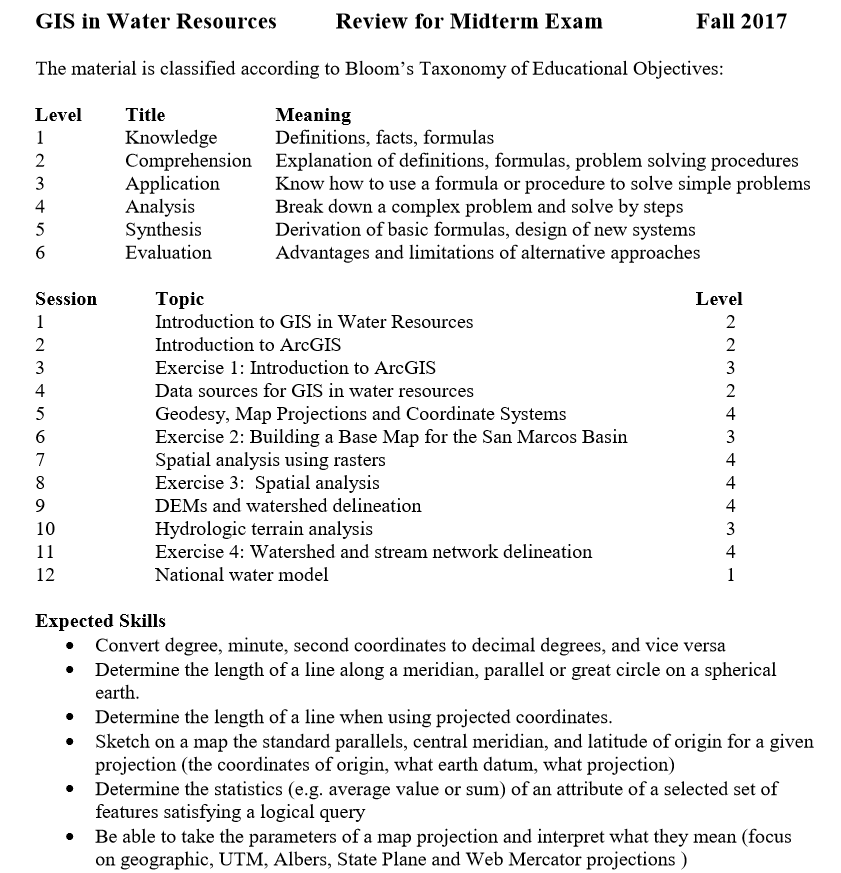 GIS in Water Resources Review for Midterm Exam Fall 2017
The material is classified according to Bloom's Taxonomy of Educational Objectives:
Level Title Meaning
1 Knowledge Definitions, facts, formulas
2 Comprehension Explanation of definitions, formulas, problem solving procedures
3 Application Know how to use a formula or procedure to solve simple problems
4 Analysis Break down a complex problem and solve by steps
5 Synthesis Derivation of basic formulas, design of new systems
6 Evaluation Advantages and limitations of alternative approaches
Session Topic Level
1 Introduction to GIS in Water Resources 2
2 Introduction to ArcGIS 2
3 Exercise 1: Introduction to ArcGIS 3
4 Data sources for GIS in water resources 2
5 Geodesy, Map Projections and Coordinate Systems 4
6 Exercise 2: Building a Base Map for the San Marcos Basin 3
7 Spatial analysis using rasters 4
8 Exercise 3: Spatial analysis 4
9 DEMs and watershed delineation 4
10 Hydrologic terrain analysis 3
11 Exercise 4: Watershed and stream network delineation 4
12 National water model 1
Expected Skills
• Convert degree, minute, second coordinates to decimal degrees, and vice versa
• Determine the length of a line along a meridian, parallel or great circle on a spherical
earth.
• Determine the length of a line when using projected coordinates.
• Sketch on a map the standard parallels, central meridian, and latitude of origin for a given
projection (the coordinates of origin, what earth datum, what projection)
• Determine the statistics (e.g. average value or sum) of an attribute of a selected set of
features satisfying a logical query
• Be able to take the parameters of a map projection and interpret what they mean (focus
on geographic, UTM, Albers, State Plane and Web Mercator projections )